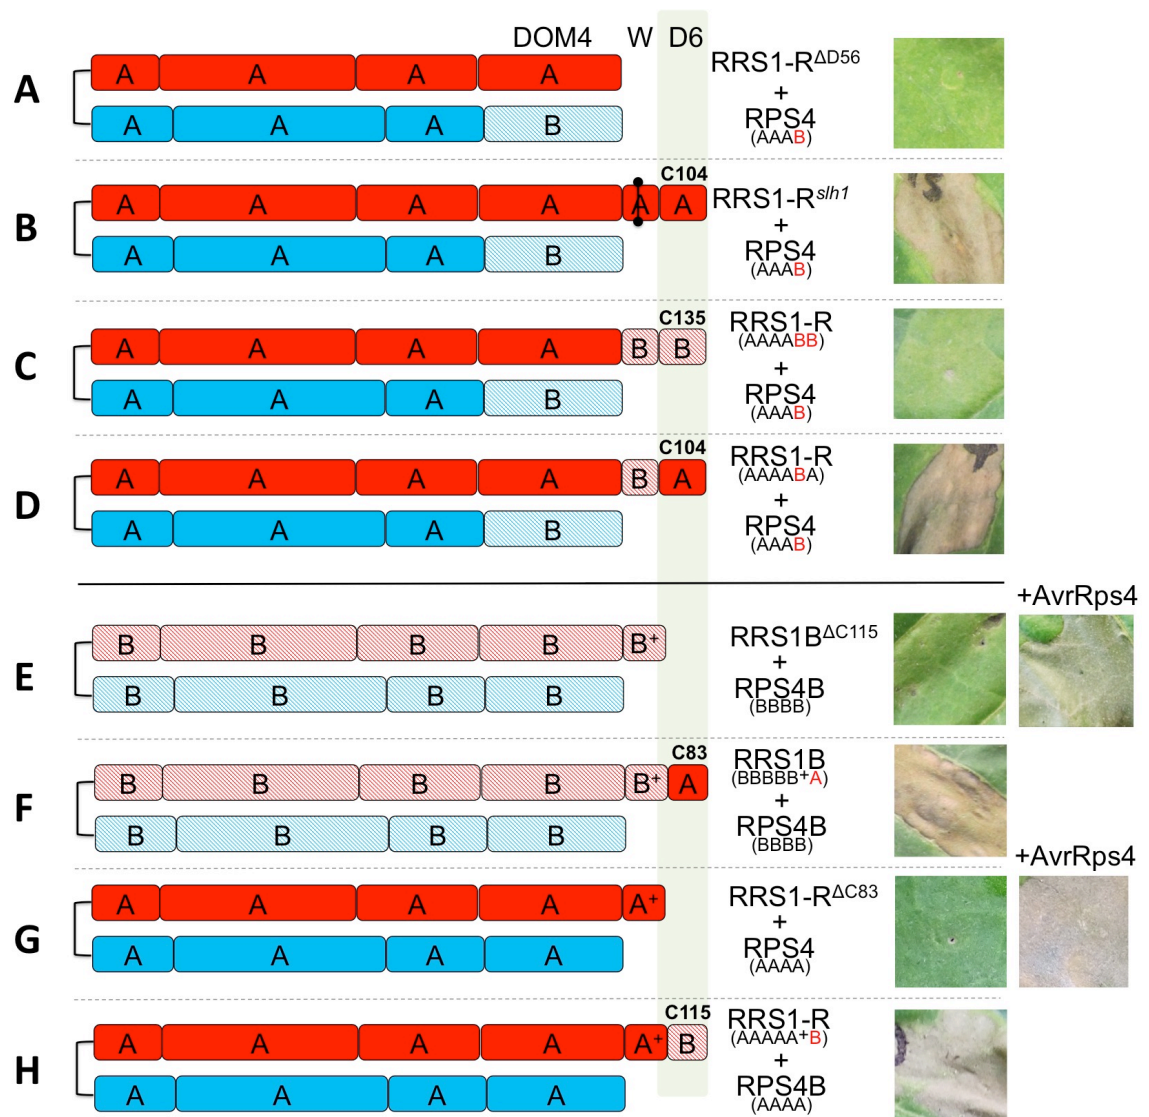 DOM4 W D6
A
A A A A
A A A B
RRS1-RΔD56
+
RPS4
(AAAB)
B
C104
A A A A A A
A A A B
RRS1-Rslh1
+
RPS4
(AAAB)
C
C135
A A A A B B
A A A B
RRS1-R
(AAAABB)
+
RPS4
(AAAB)
D
C104
A A A A B A
A A A B
RRS1-R
(AAAABA)
+
RPS4
(AAAB)
E
B B B B B+
B B B B
RRS1BΔC115
+
RPS4B
(BBBB)
+AvrRps4
F
C83
B B B B B+ A
B B B B
RRS1B
(BBBBB+A)
+
RPS4B
(BBBB)
G
A A A A A+
A A A A
RRS1-RΔC83
+
RPS4
(AAAA)
+AvrRps4
H
C115
A A A A A+ B
A A A A
RRS1-R
(AAAAA+B)
+
RPS4B
(AAAA)